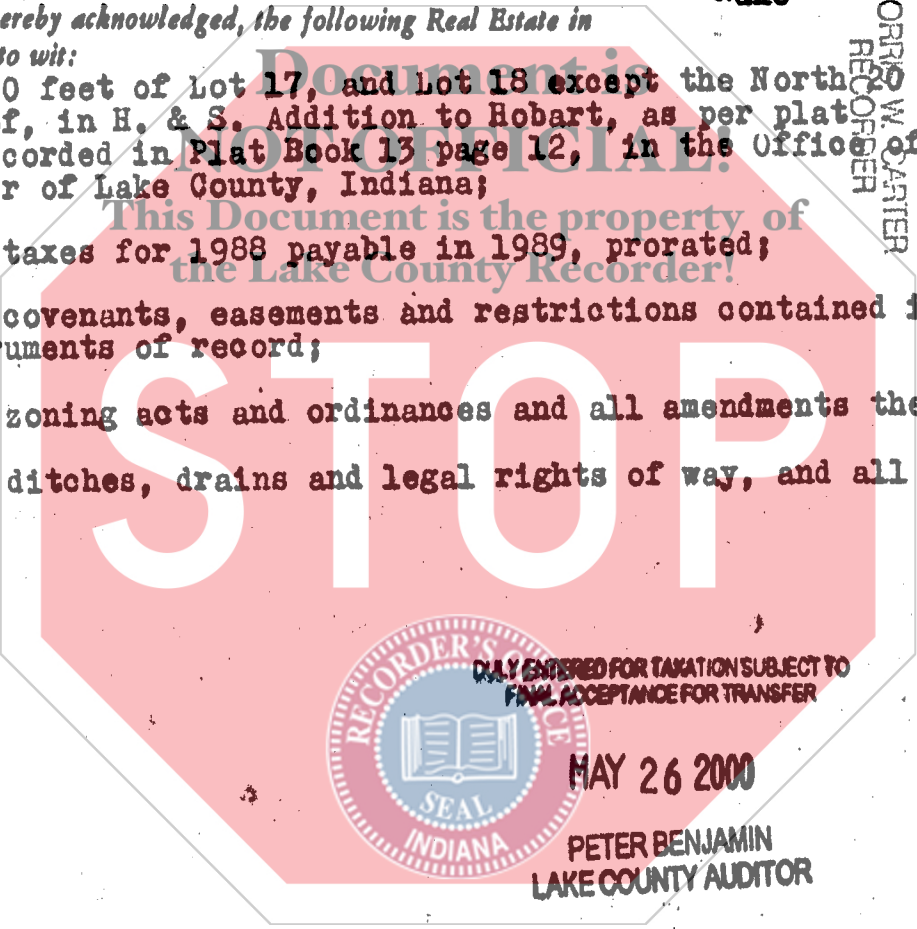 ereby acknowledged, the following Real Estate in
to wit:
0 feet of Lot 17, and Lot 18 except the North 20
f, in H. & S. Addition to Hobart, as per plat
corded in Plat Book 13 page 12, in the Office of
r of Lake County, Indiana;
taxes for 1988 payable in 1989, prorated;
covenants, easements and restrictions contained
uments of record;
zoning acts and ordinances and all amendments the
ditches, drains and legal rights of way, and all
ORRIE W. CARTER
RECORDER
Document is
NOT OFFICIAL!
This Document is the property of
the Lake County Recorder!
STOP
RECORDER'S OFFICE
SEAL
INDIANA
DULY ENTERED FOR TAXATION SUBJECT TO
FINAL ACCEPTANCE FOR TRANSFER
MAY 26 2000
PETER BENJAMIN
LAKE COUNTY AUDITOR